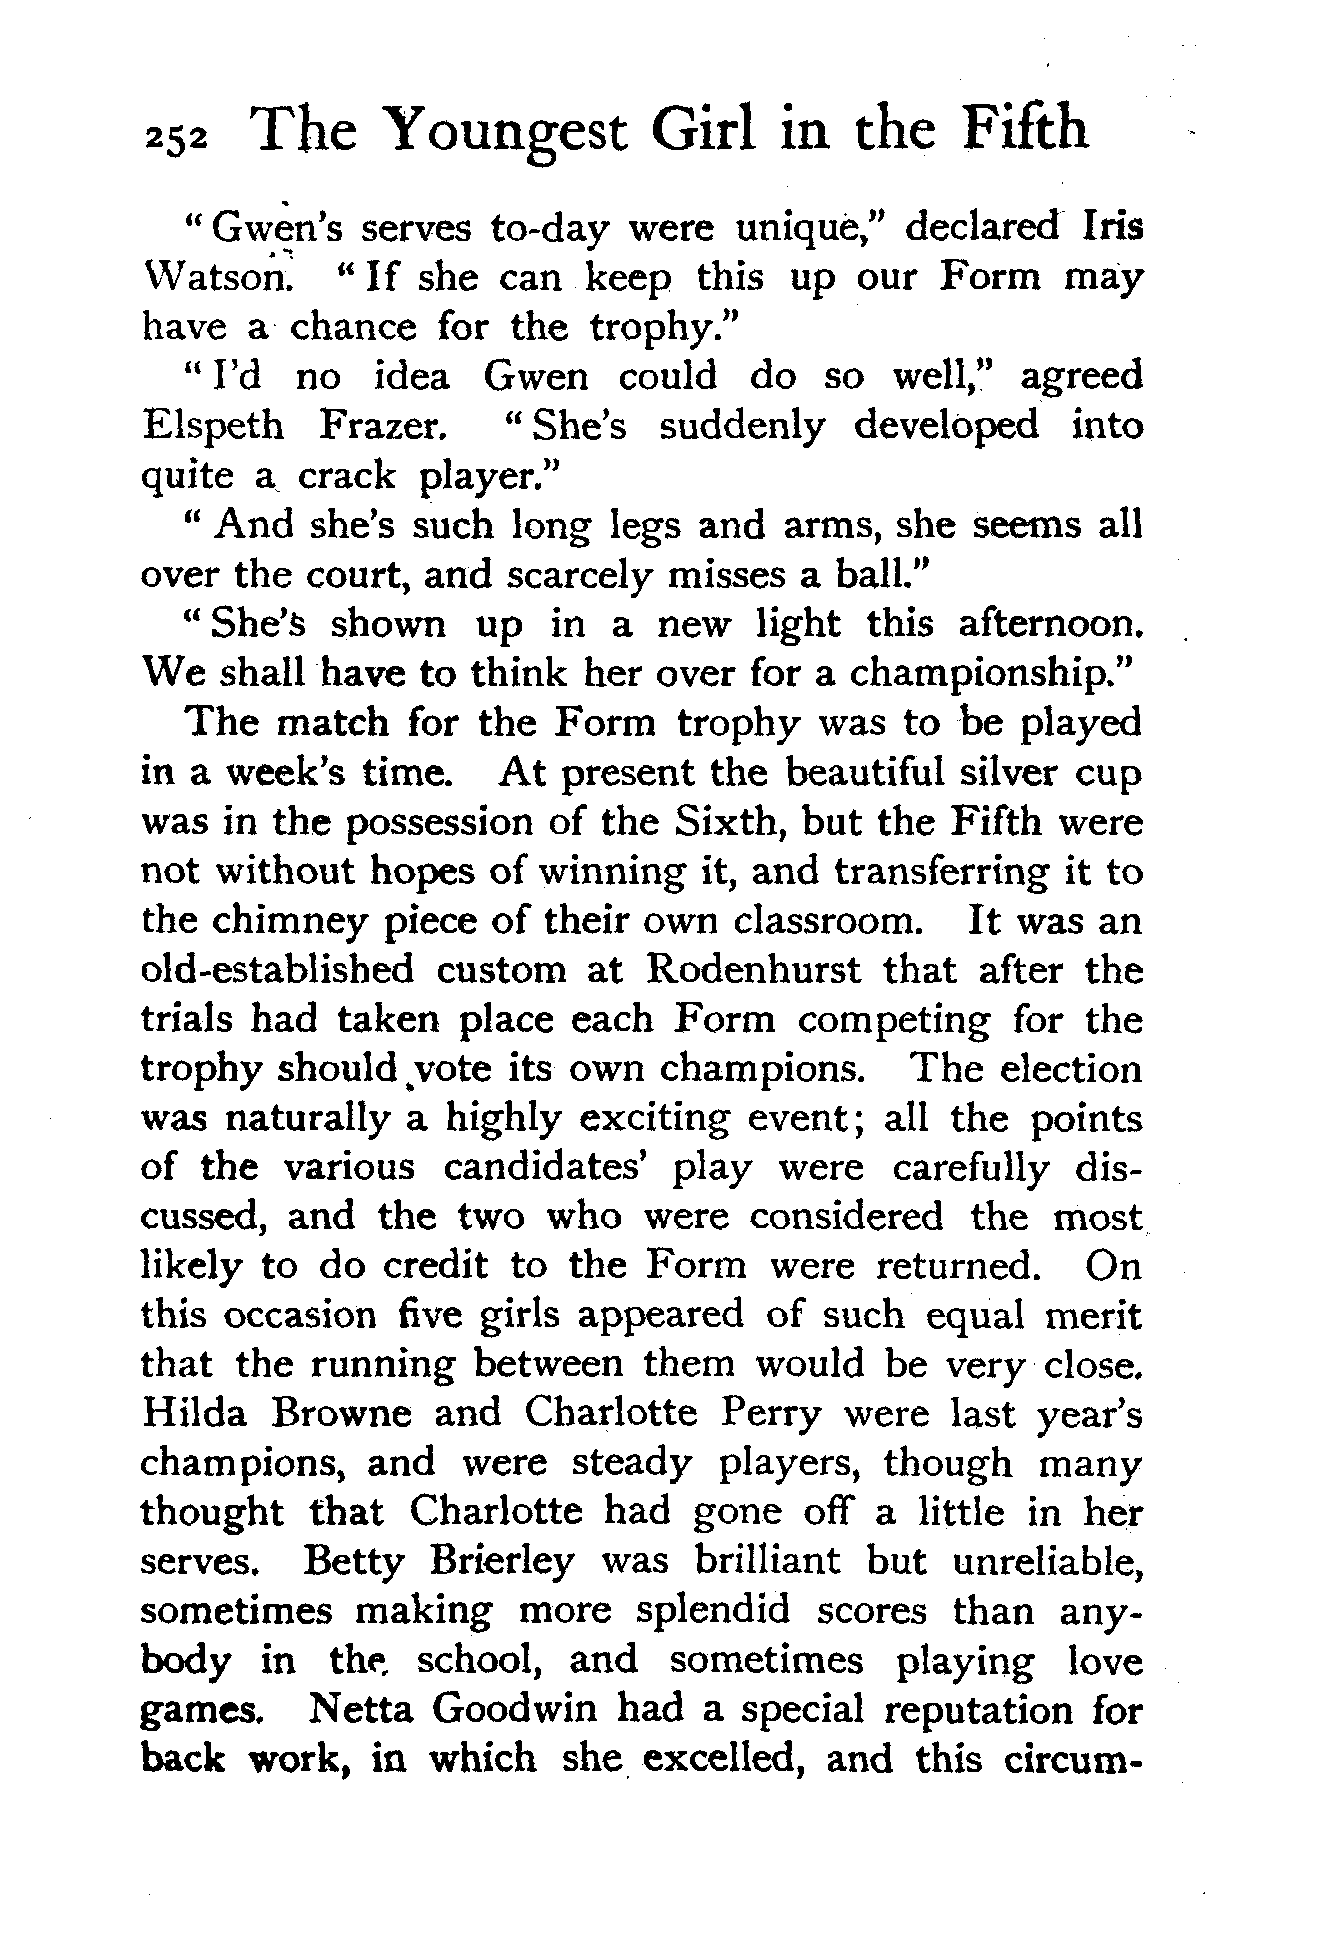 252 The Youngest Girl in the Fifth
"Gwen's serves to-day were unique," declared Iris
Watson. "If she can keep this up our Form may
have a chance for the trophy."
"I'd no idea Gwen could do so well," agreed
Elspeth Frazer. "She's suddenly developed into
quite a crack player."
"And she's such long legs and arms, she seems all
over the court, and scarcely misses a ball."
"She's shown up in a new light this afternoon.
We shall have to think her over for a championship."
The match for the Form trophy was to be played
in a week's time. At present the beautiful silver cup
was in the possession of the Sixth, but the Fifth were
not without hopes of winning it, and transferring it to
the chimney piece of their own classroom. It was an
old-established custom at Rodenhurst that after the
trials had taken place each Form competing for the
trophy should vote its own champions. The election
was naturally a highly exciting event; all the points
of the various candidates' play were carefully dis-
cussed, and the two who were considered the most
likely to do credit to the Form were returned. On
this occasion five girls appeared of such equal merit
that the running between them would be very close.
Hilda Browne and Charlotte Perry were last year's
champions, and were steady players, though many
thought that Charlotte had gone off a little in her
serves. Betty Brierley was brilliant but unreliable,
sometimes making more splendid scores than any-
body in the school, and sometimes playing love
games. Netta Goodwin had a special reputation for
back work, in which she excelled, and this circum-